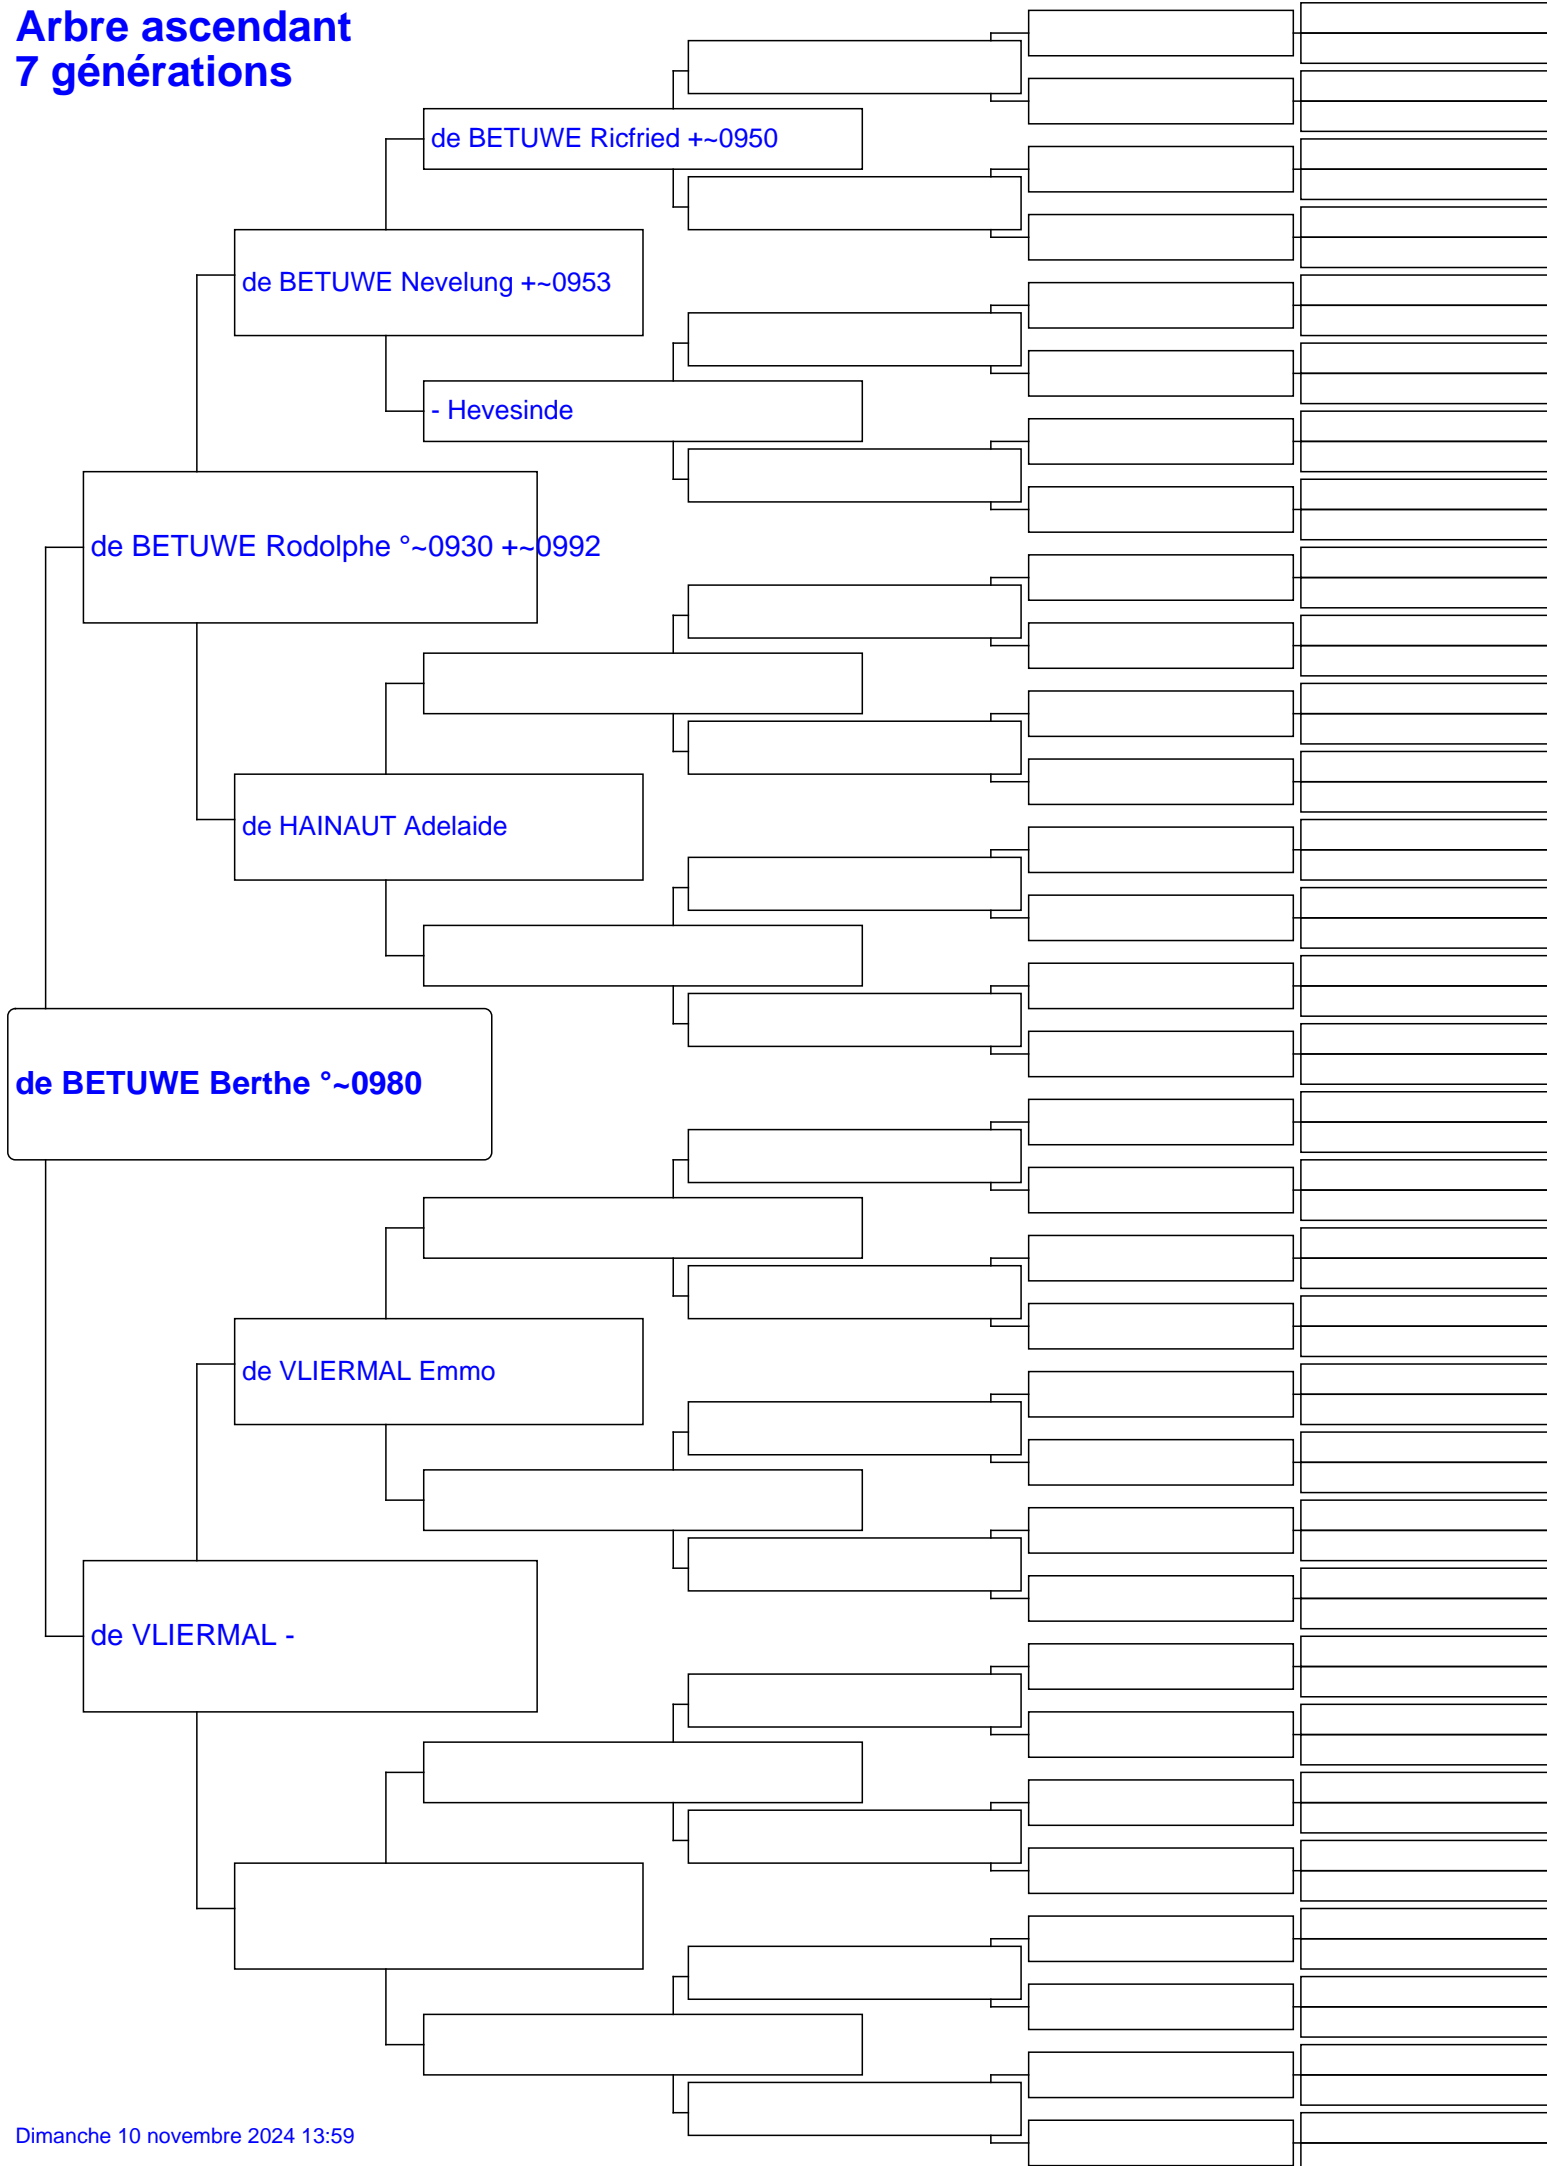 Arbre ascendant
7 générations
de BETUWE Ricfried +~0950
de BETUWE Nevelung +~0953
- Hevesinde
de BETUWE Rodolphe °~0930 +~0992
de HAINAUT Adelaide
de BETUWE Berthe °~0980
de VLIERMAL Emmo
de VLIERMAL -
Dimanche 10 novembre 2024 13:59